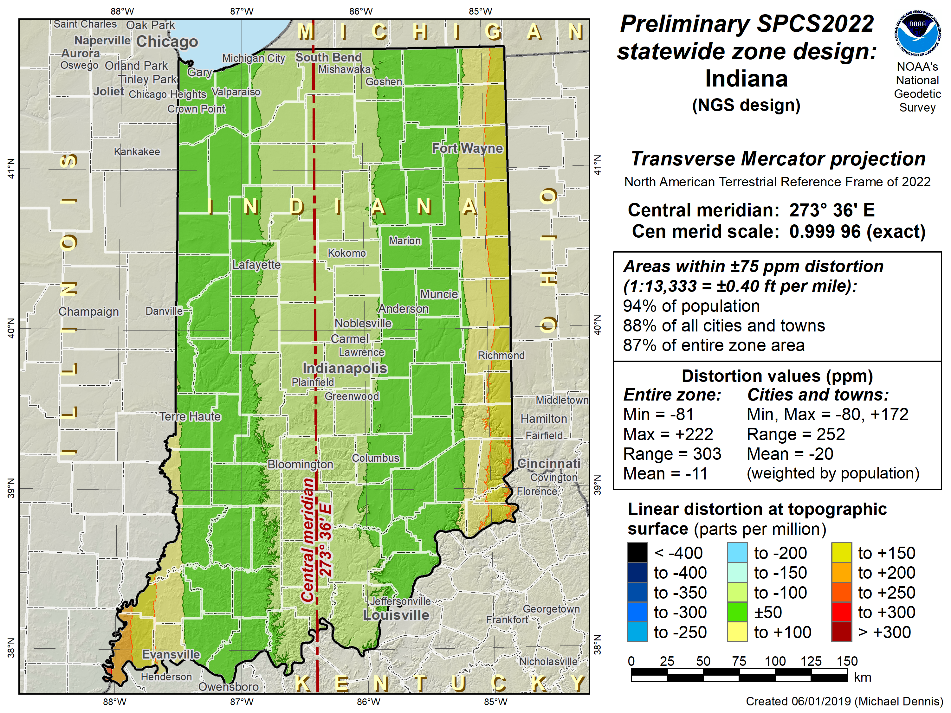 Preliminary SPCS2022
statewide zone design:
Indiana
(NGS design)
NOAA's
National
Geodetic
Survey
Transverse Mercator projection
North American Terrestrial Reference Frame of 2022
Central meridian: 273° 36' E
Cen merid scale: 0.999 96 (exact)
Areas within ±75 ppm distortion
(1:13,333 = ±0.40 ft per mile):
94% of population
88% of all cities and towns
87% of entire zone area
Distortion values (ppm)
Entire zone: Cities and towns:
Min = -81 Min, Max = -80, +172
Max = +222 Range = 252
Range = 303 Mean = -20
Mean = -11 (weighted by population)
Linear distortion at topographic
surface (parts per million)
< -400 to -200 to +150
to -400 to -150 to +200
to -350 to -100 to +250
to -300 ±50 to +300
to -250 to +100 > +300
0 25 50 75 100 125 150
km
Created 06/01/2019 (Michael Dennis)
88°W 87°W 86°W 85°W
MICHIGAN
Saint Charles Oak Park
Naperville Chicago
Aurora
Oswego Orland Park
Tinley Park
Joliet Chicago Heights
Gary
Crown Point
Valparaiso
Michigan City
South Bend
Mishawaka
Goshen
Kankakee
Fort Wayne
41°N 41°N
ILLINOIS
INDIANA
OHIO
Marion
Kokomo
Lafayette
Muncie
Anderson
Champaign
Danville
Noblesville
Carmel
40°N 40°N
Lawrence
Richmond
Indianapolis
Plainfield
Greenwood
Middletown
Terre Haute
Hamilton
Fairfield
Columbus
Bloomington
Cincinnati
Covington
Florence
39°N 39°N
Central meridian
273° 36' E
Jeffersonville
Louisville
Georgetown
Frankfort
38°N 38°N
Evansville
Henderson
Owensboro
Nicholasville
KENTUCKY
88°W 87°W 86°W 85°W